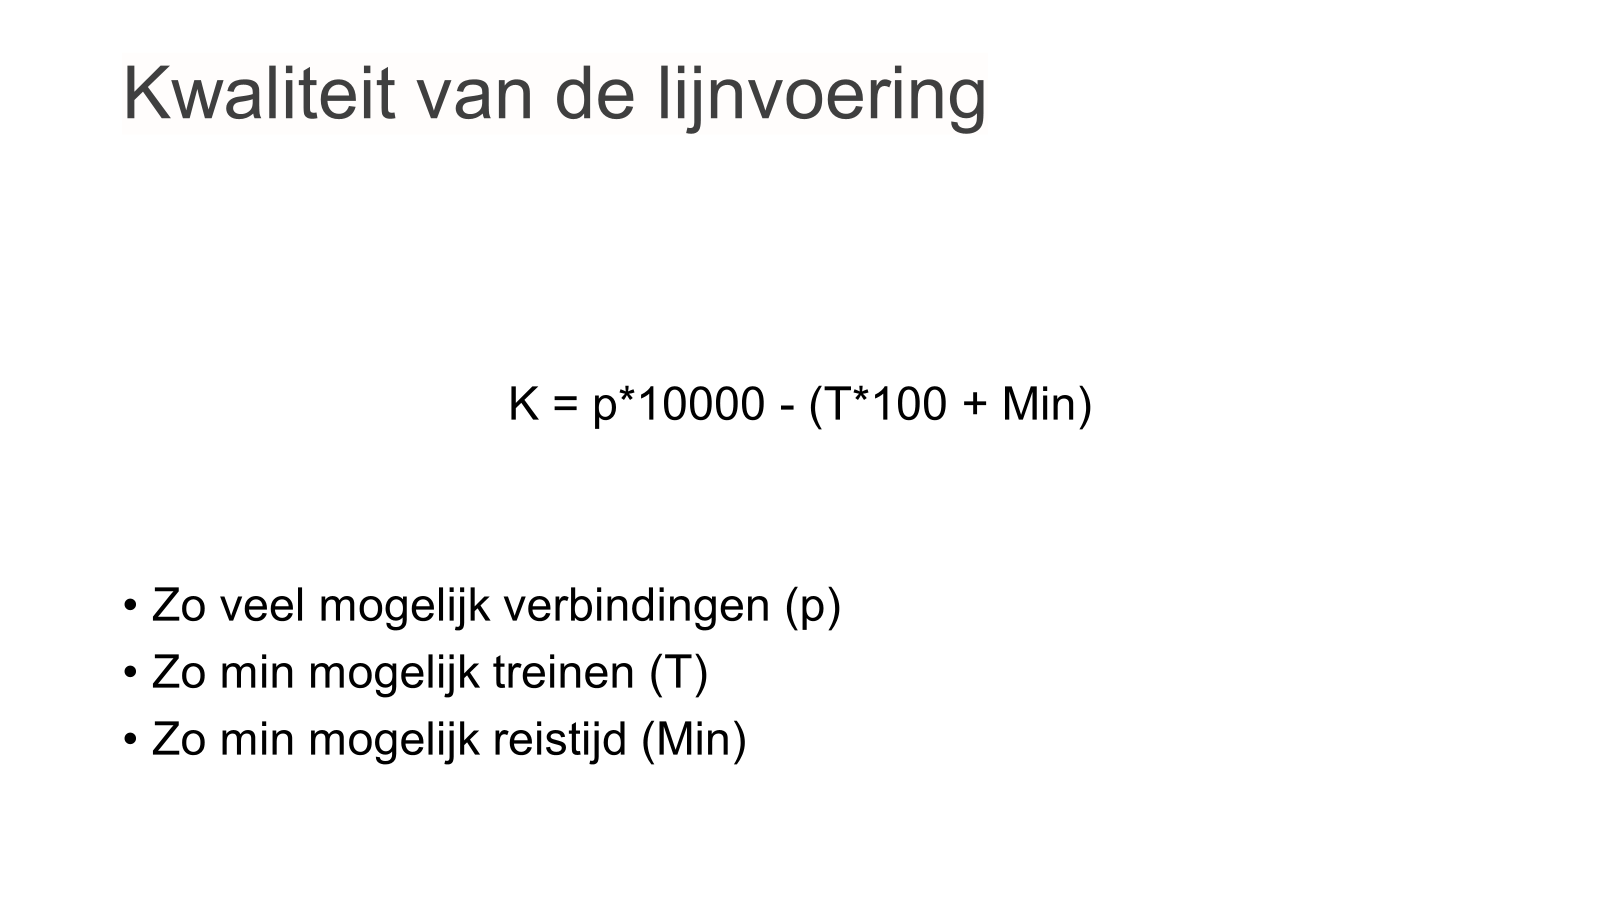 Kwaliteit van de lijnvoering
K = p*10000 - (T*100 + Min)
• Zo veel mogelijk verbindingen (p)
• Zo min mogelijk treinen (T)
• Zo min mogelijk reistijd (Min)